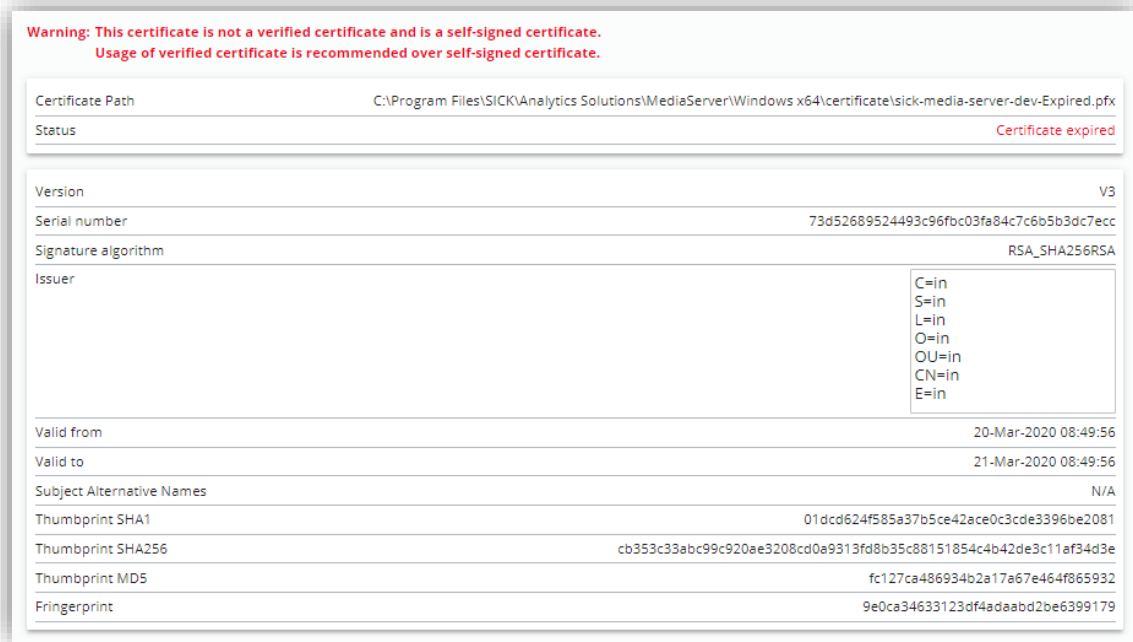 Warning: This certificate is not a verified certificate and is a self-signed certificate.
Usage of verified certificate is recommended over self-signed certificate.
Certificate Path C:\Program Files\SICK\Analytics Solutions\MediaServer\Windows x64\certificate\sick-media-server-dev-Expired.pfx
Status Certificate expired
Version V3
Serial number 73d52689524493c96fbc03fa84c7c6b5b3dc7ecc
Signature algorithm RSA_SHA256RSA
Issuer C=in
S=in
L=in
O=in
OU=in
CN=in
E=in
Valid from 20-Mar-2020 08:49:56
Valid to 21-Mar-2020 08:49:56
Subject Alternative Names N/A
Thumbprint SHA1 01dcd624f585a37b5ce42ace0c3cde3396be2081
Thumbprint SHA256 cb353c33abc99c920ae3208cd0a9313fd8b35c88151854c4b42de3c11af34d3e
Thumbprint MD5 fc127ca486934b2a17a67e464f865932
Fringerprint 9e0ca34633123df4adaabd2be6399179